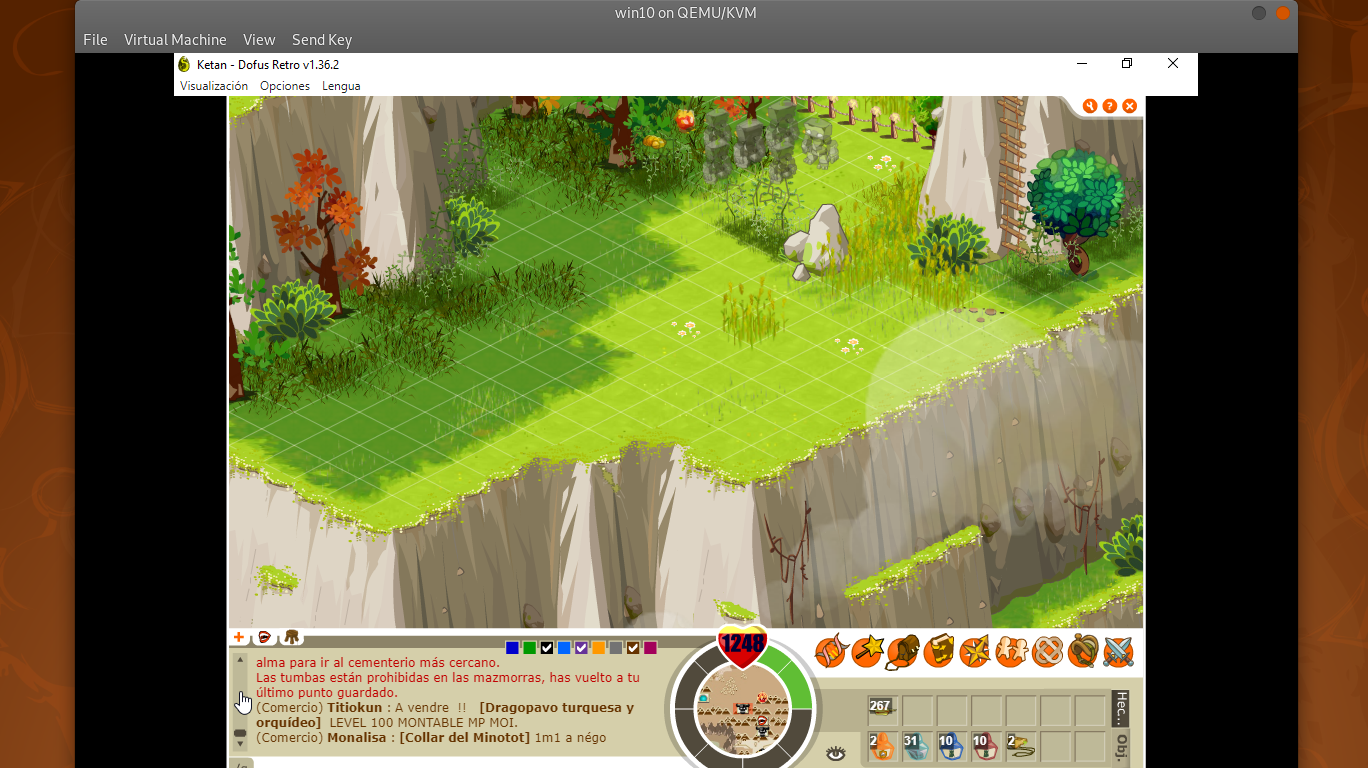 win10 on QEMU/KVM
File Virtual Machine View Send Key
Ketan - Dofus Retro v1.36.2
Visualización Opciones Lengua
1248
alma para ir al cementerio más cercano.
Las tumbas están prohibidas en las mazmorras, has vuelto a tu
último punto guardado.
(Comercio) Titiokun : A vendre !! [Dragopavo turquesa y
orquídeo] LEVEL 100 MONTABLE MP MOI.
(Comercio) Monalisa : [Collar del Minotot] 1m1 a négo
267
Hec...
2 31 10 10 2
Obj.